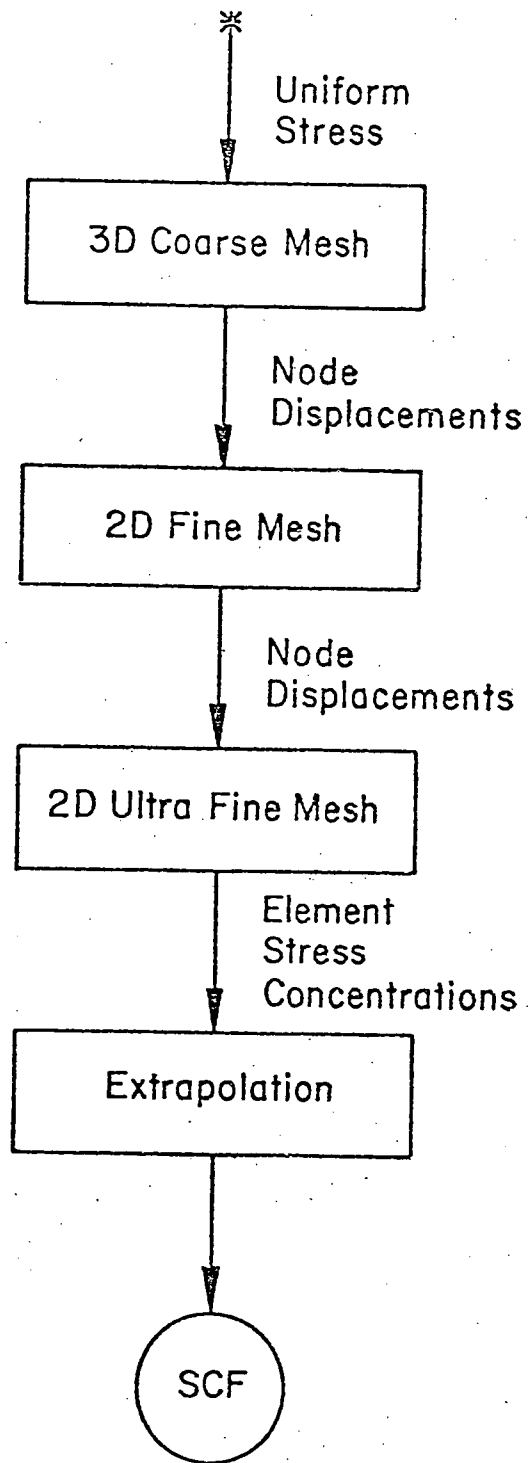 Uniform
Stress
3D Coarse Mesh
Node
Displacements
2D Fine Mesh
Node
Displacements
2D Ultra Fine Mesh
Element
Stress
Concentrations
Extrapolation
SCF